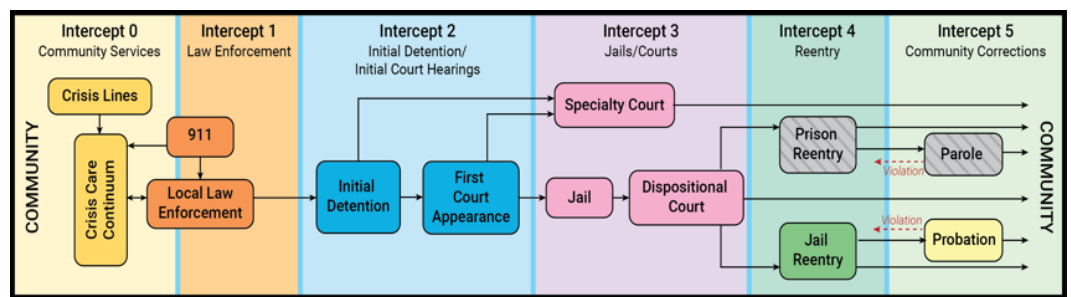 Intercept 0
Community Services
Intercept 1
Law Enforcement
Intercept 2
Initial Detention/
Initial Court Hearings
Intercept 3
Jails/Courts
Intercept 4
Reentry
Intercept 5
Community Corrections
COMMUNITY
Crisis Lines
Crisis Care
Continuum
911
Local Law
Enforcement
Initial
Detention
First
Court
Appearance
Specialty Court
Jail
Dispositional
Court
Prison
Reentry
Parole
Violation
Jail
Reentry
Violation
Probation
COMMUNITY